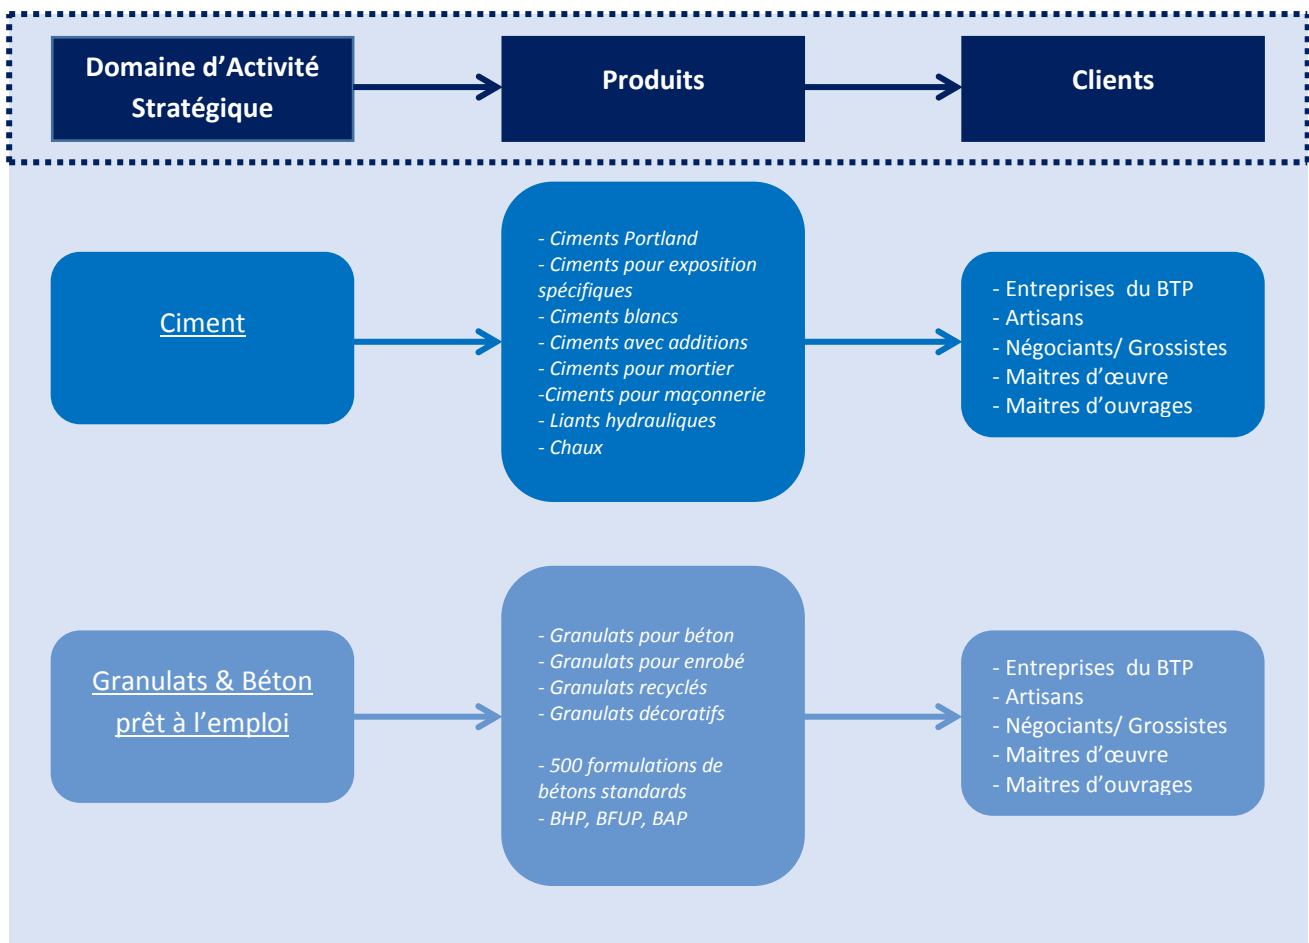 Domaine d’Activité
Stratégique
Produits
Clients
Ciment
- Ciments Portland
- Ciments pour exposition
spécifiques
- Ciments blancs
- Ciments avec additions
- Ciments pour mortier
-Ciments pour maçonnerie
- Liants hydrauliques
- Chaux
- Entreprises  du BTP
- Artisans
- Négociants/ Grossistes
- Maitres d’œuvre
- Maitres d’ouvrages
Granulats & Béton
prêt à l’emploi
- Granulats pour béton
- Granulats pour enrobé
- Granulats recyclés
- Granulats décoratifs
- 500 formulations de
bétons standards
- BHP, BFUP, BAP
- Entreprises  du BTP
- Artisans
- Négociants/ Grossistes
- Maitres d’œuvre
- Maitres d’ouvrages